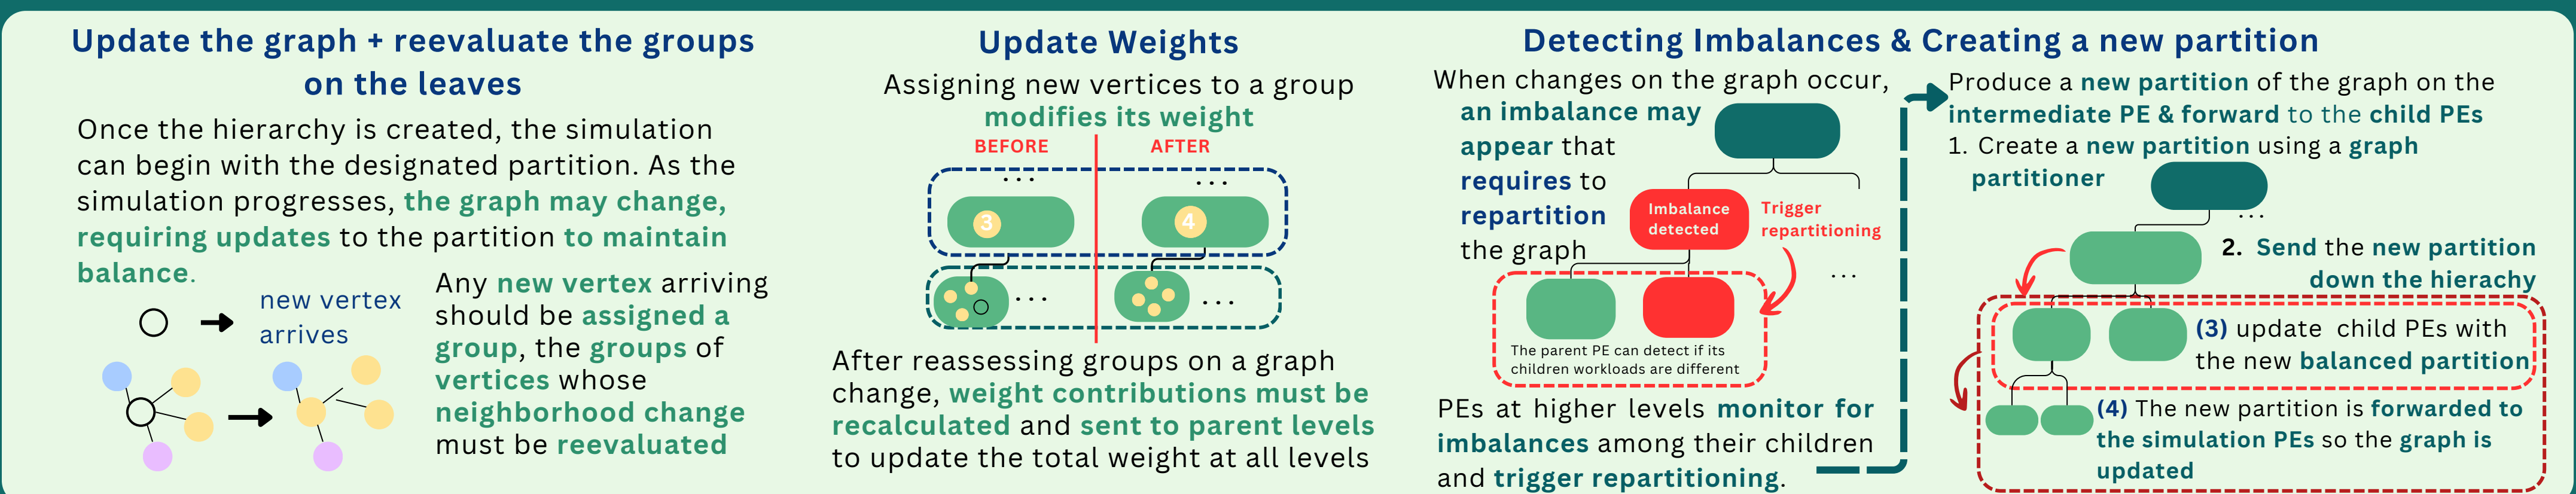 Update the graph + reevaluate the groups
on the leaves
Once the hierarchy is created, the simulation
can begin with the designated partition. As the
simulation progresses, the graph may change,
requiring updates to the partition to maintain
balance.
new vertex
arrives
Any new vertex arriving
should be assigned a
group, the groups of
vertices whose
neighborhood change
must be reevaluated
Update Weights
Assigning new vertices to a group
modifies its weight
BEFORE
AFTER
...
...
3
4
...
...
After reassessing groups on a graph
change, weight contributions must be
recalculated and sent to parent levels
to update the total weight at all levels
Detecting Imbalances & Creating a new partition
When changes on the graph occur,
an imbalance may
appear that
requires to
repartition
the graph
Imbalance
detected
Trigger
repartitioning
...
The parent PE can detect if its
children workloads are different
PEs at higher levels monitor for
imbalances among their children
and trigger repartitioning.
Produce a new partition of the graph on the
intermediate PE & forward to the child PEs
1. Create a new partition using a graph
partitioner
...
2. Send the new partition
down the hierachy
(3) update child PEs with
the new balanced partition
(4) The new partition is forwarded to
the simulation PEs so the graph is
updated